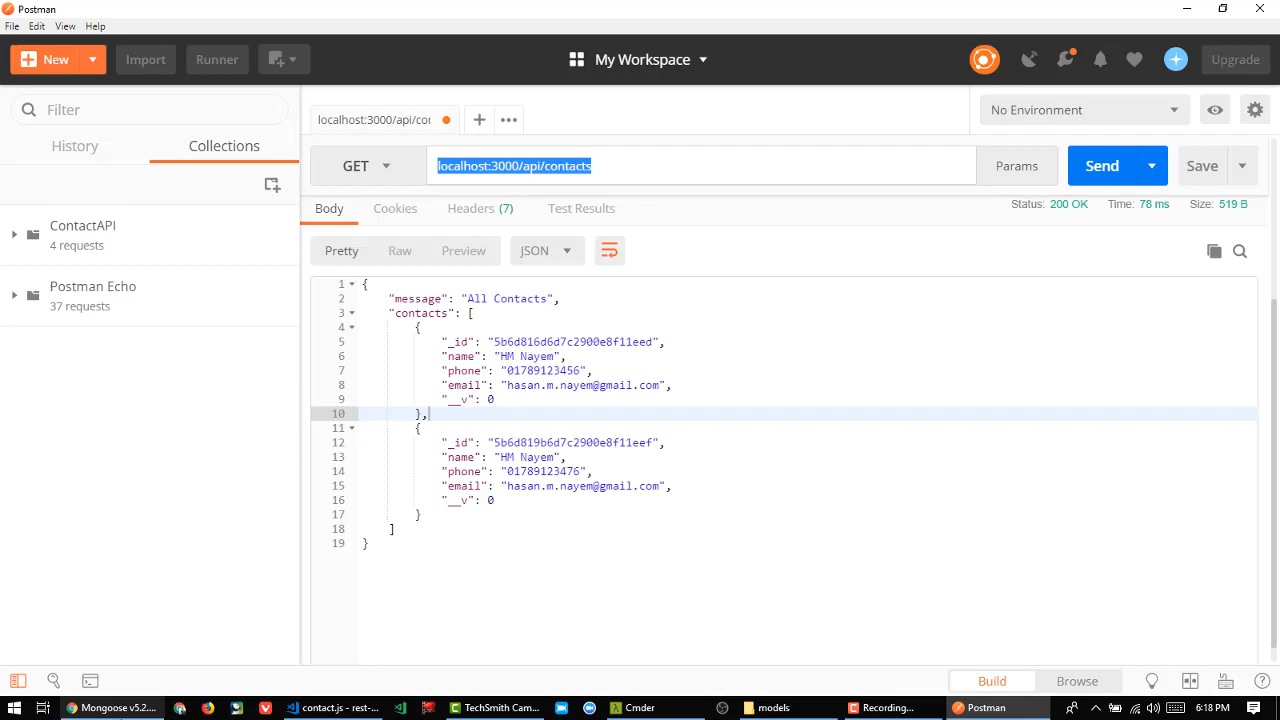 Postman
File Edit View Help
New Import Runner My Workspace Upgrade
Filter
History Collections
ContactAPI
4 requests
Postman Echo
37 requests
localhost:3000/api/coı
No Environment
GET localhost:3000/api/contacts Params Send Save
Body Cookies Headers (7) Test Results Status: 200 OK Time: 78 ms Size: 519 B
Pretty Raw Preview JSON
1 {
2 "message": "All Contacts",
3 "contacts": [
4 {
5 "_id": "5b6d816d6d7c2900e8f11eed",
6 "name": "HM Nayem",
7 "phone": "01789123456",
8 "email": "hasan.m.nayem@gmail.com",
9 "__v": 0
10 },
11 {
12 "_id": "5b6d819b6d7c2900e8f11eef",
13 "name": "HM Nayem",
14 "phone": "01789123476",
15 "email": "hasan.m.nayem@gmail.com",
16 "__v": 0
17 }
18 ]
19 }
Build Browse
Mongoose v5.2.... contact.js - rest-... TechSmith Cam... Cmder models Recording... Postman 6:18 PM